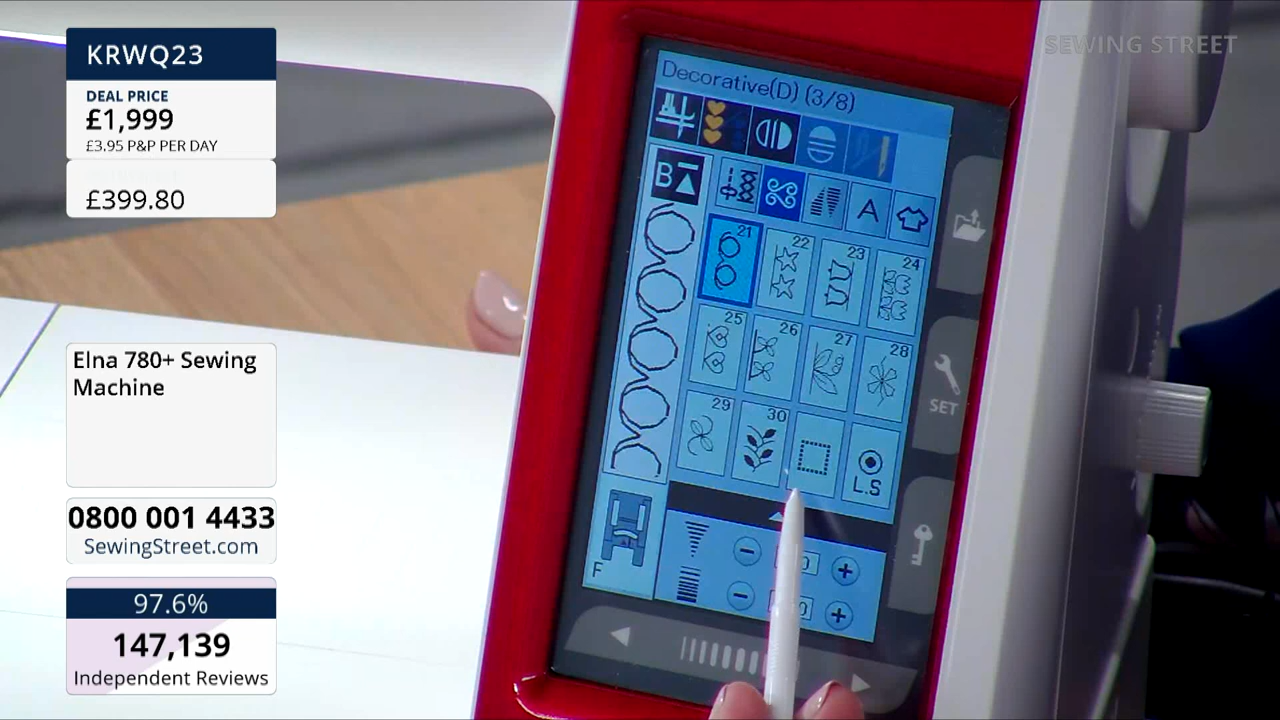 KRWQ23
DEAL PRICE
£1,999
£3.95 P&P PER DAY
£399.80
Elna 780+ Sewing
Machine
0800 001 4433
SewingStreet.com
97.6%
147,139
Independent Reviews
SEWING STREET
Decorative(D) (3/8)
B
A
21
22
23
24
25
26
27
28
29
30
L.S
F
SET